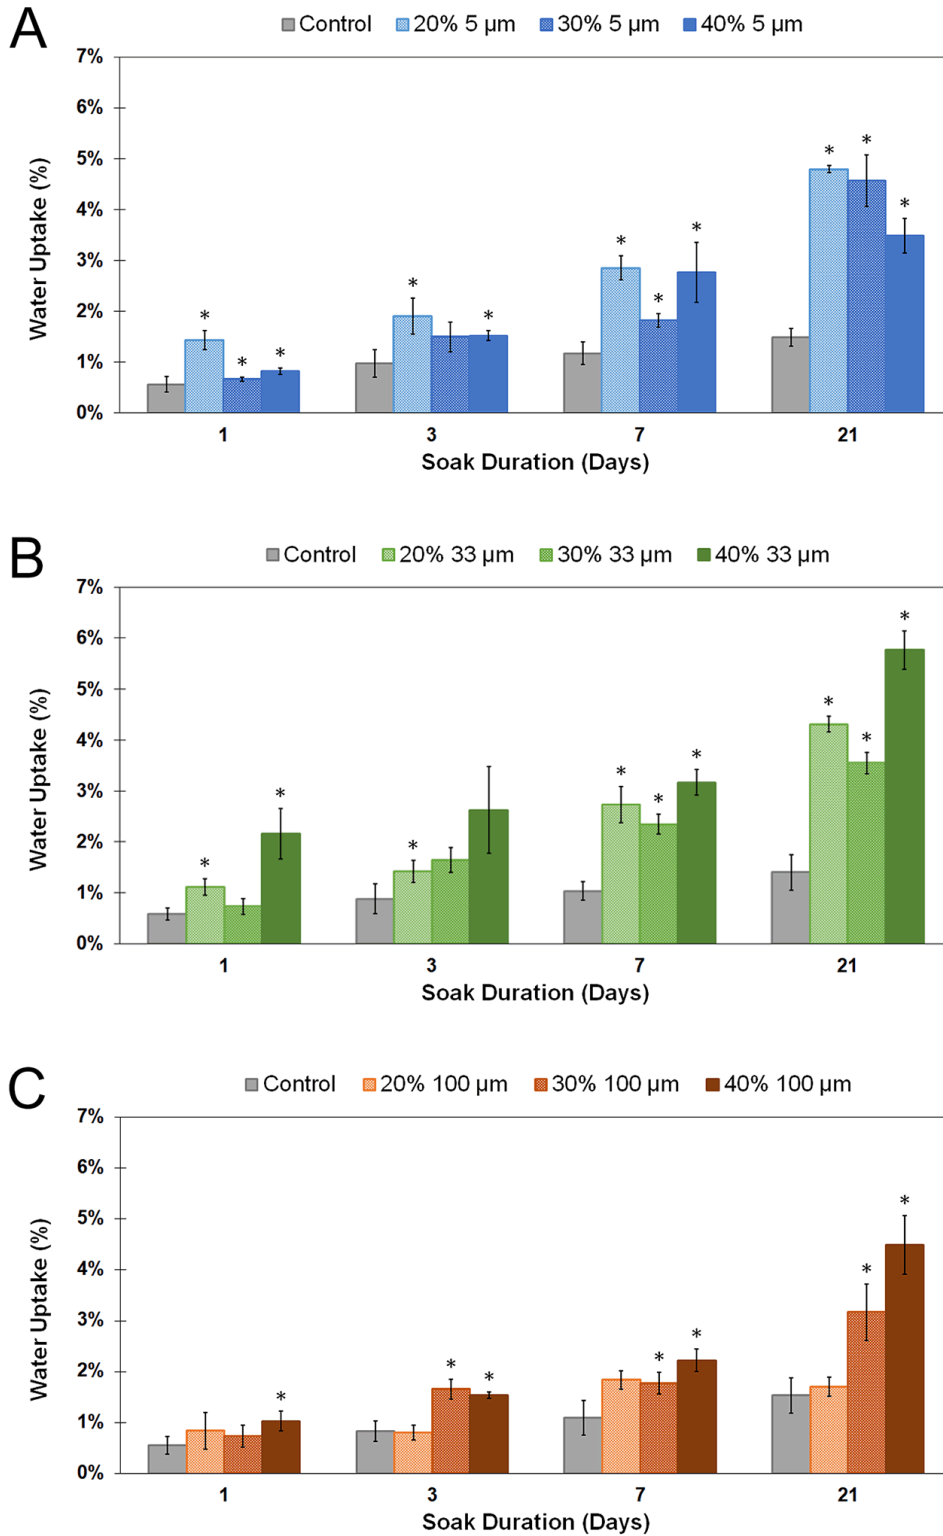 A
Control 20% 5 µm 30% 5 µm 40% 5 µm
7%
6%
5%
4%
3%
2%
1%
0%
Water Uptake (%)
* * * * * * * * * * *
1 3 7 21
Soak Duration (Days)
B
Control 20% 33 µm 30% 33 µm 40% 33 µm
7%
6%
5%
4%
3%
2%
1%
0%
Water Uptake (%)
* * * * * * * * *
1 3 7 21
Soak Duration (Days)
C
Control 20% 100 µm 30% 100 µm 40% 100 µm
7%
6%
5%
4%
3%
2%
1%
0%
Water Uptake (%)
* * * * * * *
1 3 7 21
Soak Duration (Days)